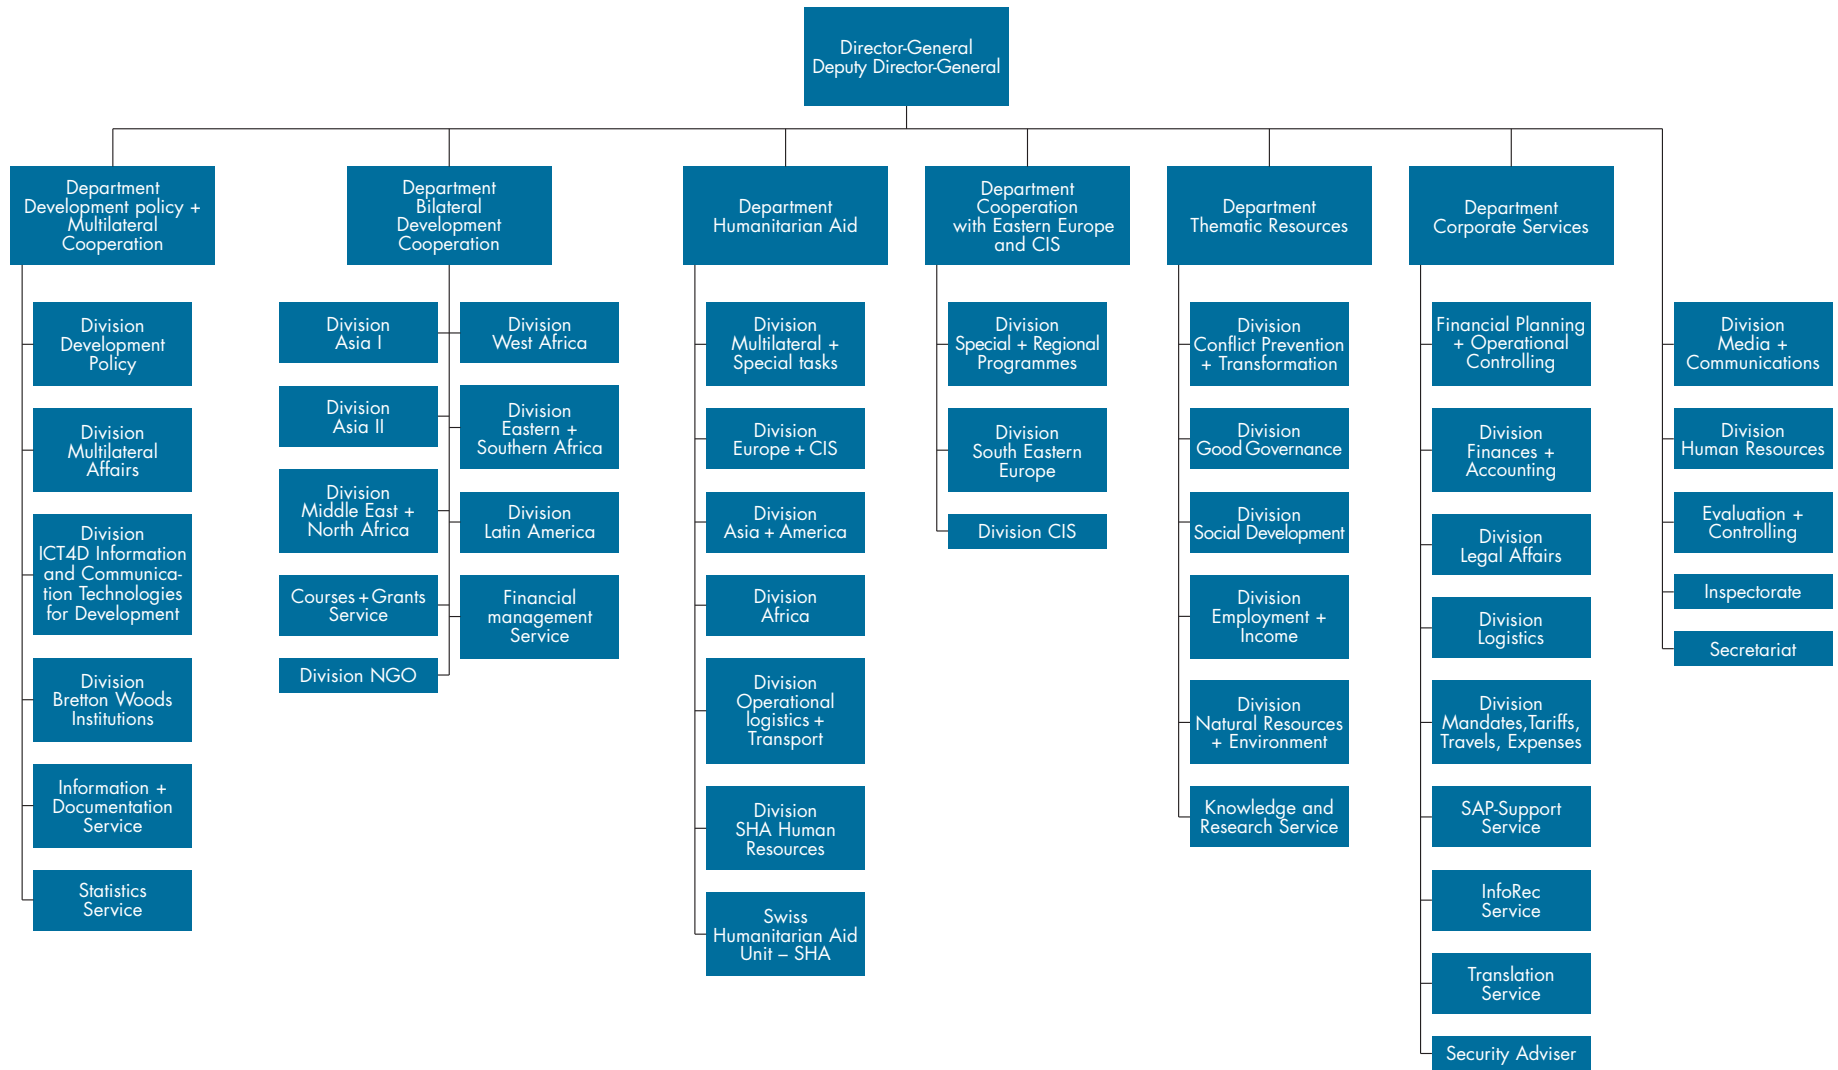 Director-General
Deputy Director-General
Department
Development policy +
Multilateral
Cooperation
Division
Development
Policy
Division
Multilateral
Affairs
Division
ICT4D Information
and Communica-
tion Technologies
for Development
Division
Bretton Woods
Institutions
Information +
Documentation
Service
Statistics
Service
Department
Bilateral
Development
Cooperation
Division
Asia I
Division
Asia II
Division
Middle East +
North Africa
Courses + Grants
Service
Division NGO
Division
West Africa
Division
Eastern +
Southern Africa
Division
Latin America
Financial
management
Service
Department
Humanitarian Aid
Division
Multilateral +
Special tasks
Division
Europe + CIS
Division
Asia + America
Division
Africa
Division
Operational
logistics +
Transport
Division
SHA Human
Resources
Swiss
Humanitarian Aid
Unit – SHA
Department
Cooperation
with Eastern Europe
and CIS
Division
Special + Regional
Programmes
Division
South Eastern
Europe
Division CIS
Department
Thematic Resources
Division
Conflict Prevention
+ Transformation
Division
Good Governance
Division
Social Development
Division
Employment +
Income
Division
Natural Resources
+ Environment
Knowledge and
Research Service
Department
Corporate Services
Financial Planning
+ Operational
Controlling
Division
Finances +
Accounting
Division
Legal Affairs
Division
Logistics
Division
Mandates,Tariffs,
Travels, Expenses
SAP-Support
Service
InfoRec
Service
Translation
Service
Security Adviser
Division
Media +
Communications
Division
Human Resources
Evaluation +
Controlling
Inspectorate
Secretariat